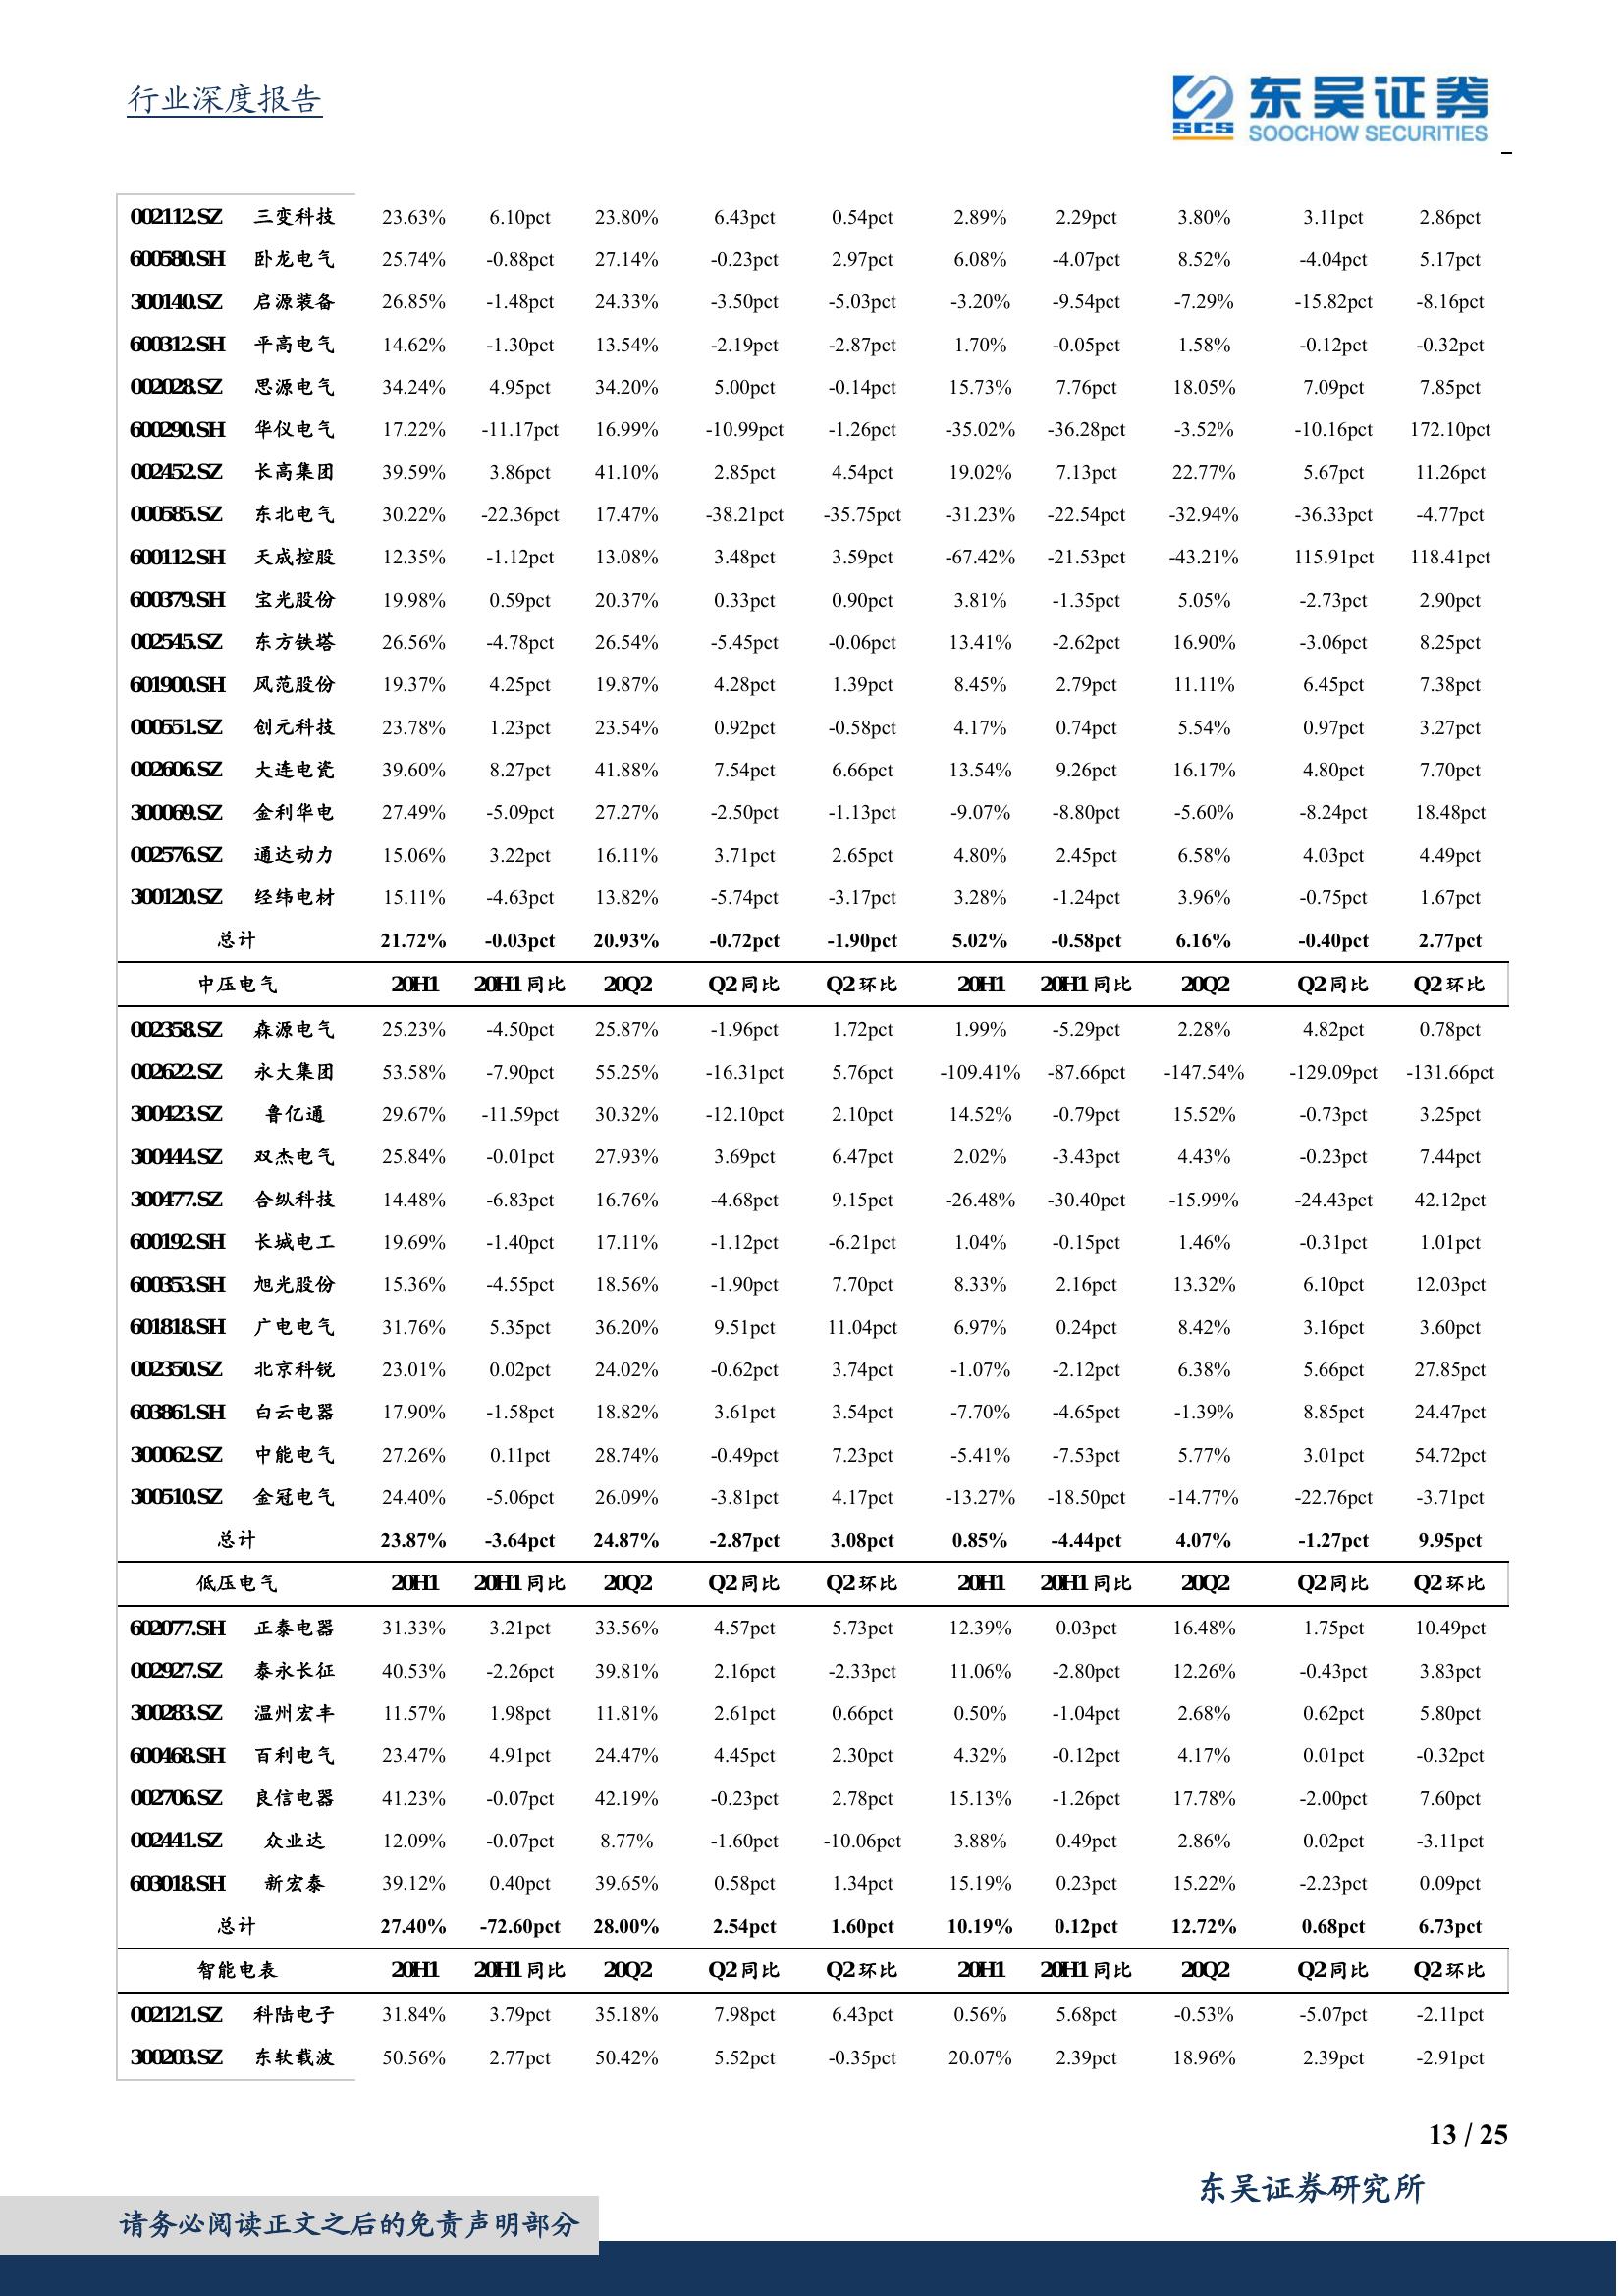 行业深度报告
SCS 东吴证券
SOOCHOW SECURITIES
002112.SZ 三变科技 23.63% 6.10pct 23.80% 6.43pct 0.54pct 2.89% 2.29pct 3.80% 3.11pct 2.86pct
600580.SH 卧龙电气 25.74% -0.88pct 27.14% -0.23pct 2.97pct 6.08% -4.07pct 8.52% -4.04pct 5.17pct
300140.SZ 启源装备 26.85% -1.48pct 24.33% -3.50pct -5.03pct -3.20% -9.54pct -7.29% -15.82pct -8.16pct
600312.SH 平高电气 14.62% -1.30pct 13.54% -2.19pct -2.87pct 1.70% -0.05pct 1.58% -0.12pct -0.32pct
002028.SZ 思源电气 34.24% 4.95pct 34.20% 5.00pct -0.14pct 15.73% 7.76pct 18.05% 7.09pct 7.85pct
600290.SH 华仪电气 17.22% -11.17pct 16.99% -10.99pct -1.26pct -35.02% -36.28pct -3.52% -10.16pct 172.10pct
002452.SZ 长高集团 39.59% 3.86pct 41.10% 2.85pct 4.54pct 19.02% 7.13pct 22.77% 5.67pct 11.26pct
000585.SZ 东北电气 30.22% -22.36pct 17.47% -38.21pct -35.75pct -31.23% -22.54pct -32.94% -36.33pct -4.77pct
600112.SH 天成控股 12.35% -1.12pct 13.08% 3.48pct 3.59pct -67.42% -21.53pct -43.21% 115.91pct 118.41pct
600379.SH 宝光股份 19.98% 0.59pct 20.37% 0.33pct 0.90pct 3.81% -1.35pct 5.05% -2.73pct 2.90pct
002545.SZ 东方铁塔 26.56% -4.78pct 26.54% -5.45pct -0.06pct 13.41% -2.62pct 16.90% -3.06pct 8.25pct
601900.SH 风范股份 19.37% 4.25pct 19.87% 4.28pct 1.39pct 8.45% 2.79pct 11.11% 6.45pct 7.38pct
000551.SZ 创元科技 23.78% 1.23pct 23.54% 0.92pct -0.58pct 4.17% 0.74pct 5.54% 0.97pct 3.27pct
002606.SZ 大连电瓷 39.60% 8.27pct 41.88% 7.54pct 6.66pct 13.54% 9.26pct 16.17% 4.80pct 7.70pct
300069.SZ 金利华电 27.49% -5.09pct 27.27% -2.50pct -1.13pct -9.07% -8.80pct -5.60% -8.24pct 18.48pct
002576.SZ 通达动力 15.06% 3.22pct 16.11% 3.71pct 2.65pct 4.80% 2.45pct 6.58% 4.03pct 4.49pct
300120.SZ 经纬电材 15.11% -4.63pct 13.82% -5.74pct -3.17pct 3.28% -1.24pct 3.96% -0.75pct 1.67pct
总计 21.72% -0.03pct 20.93% -0.72pct -1.90pct 5.02% -0.58pct 6.16% -0.40pct 2.77pct
中压电气 20H1 20H1同比 20Q2 Q2同比 Q2环比 20H1 20H1同比 20Q2 Q2同比 Q2环比
002358.SZ 森源电气 25.23% -4.50pct 25.87% -1.96pct 1.72pct 1.99% -5.29pct 2.28% 4.82pct 0.78pct
002622.SZ 永大集团 53.58% -7.90pct 55.25% -16.31pct 5.76pct -109.41% -87.66pct -147.54% -129.09pct -131.66pct
300423.SZ 鲁亿通 29.67% -11.59pct 30.32% -12.10pct 2.10pct 14.52% -0.79pct 15.52% -0.73pct 3.25pct
300444.SZ 双杰电气 25.84% -0.01pct 27.93% 3.69pct 6.47pct 2.02% -3.43pct 4.43% -0.23pct 7.44pct
300477.SZ 合纵科技 14.48% -6.83pct 16.76% -4.68pct 9.15pct -26.48% -30.40pct -15.99% -24.43pct 42.12pct
600192.SH 长城电工 19.69% -1.40pct 17.11% -1.12pct -6.21pct 1.04% -0.15pct 1.46% -0.31pct 1.01pct
600353.SH 旭光股份 15.36% -4.55pct 18.56% -1.90pct 7.70pct 8.33% 2.16pct 13.32% 6.10pct 12.03pct
601818.SH 广电电气 31.76% 5.35pct 36.20% 9.51pct 11.04pct 6.97% 0.24pct 8.42% 3.16pct 3.60pct
002350.SZ 北京科锐 23.01% 0.02pct 24.02% -0.62pct 3.74pct -1.07% -2.12pct 6.38% 5.66pct 27.85pct
603861.SH 白云电器 17.90% -1.58pct 18.82% 3.61pct 3.54pct -7.70% -4.65pct -1.39% 8.85pct 24.47pct
300062.SZ 中能电气 27.26% 0.11pct 28.74% -0.49pct 7.23pct -5.41% -7.53pct 5.77% 3.01pct 54.72pct
300510.SZ 金冠电气 24.40% -5.06pct 26.09% -3.81pct 4.17pct -13.27% -18.50pct -14.77% -22.76pct -3.71pct
总计 23.87% -3.64pct 24.87% -2.87pct 3.08pct 0.85% -4.44pct 4.07% -1.27pct 9.95pct
低压电气 20H1 20H1同比 20Q2 Q2同比 Q2环比 20H1 20H1同比 20Q2 Q2同比 Q2环比
602077.SH 正泰电器 31.33% 3.21pct 33.56% 4.57pct 5.73pct 12.39% 0.03pct 16.48% 1.75pct 10.49pct
002927.SZ 泰永长征 40.53% -2.26pct 39.81% 2.16pct -2.33pct 11.06% -2.80pct 12.26% -0.43pct 3.83pct
300283.SZ 温州宏丰 11.57% 1.98pct 11.81% 2.61pct 0.66pct 0.50% -1.04pct 2.68% 0.62pct 5.80pct
600468.SH 百利电气 23.47% 4.91pct 24.47% 4.45pct 2.30pct 4.32% -0.12pct 4.17% 0.01pct -0.32pct
002706.SZ 良信电器 41.23% -0.07pct 42.19% -0.23pct 2.78pct 15.13% -1.26pct 17.78% -2.00pct 7.60pct
002441.SZ 众业达 12.09% -0.07pct 8.77% -1.60pct -10.06pct 3.88% 0.49pct 2.86% 0.02pct -3.11pct
603018.SH 新宏泰 39.12% 0.40pct 39.65% 0.58pct 1.34pct 15.19% 0.23pct 15.22% -2.23pct 0.09pct
总计 27.40% -72.60pct 28.00% 2.54pct 1.60pct 10.19% 0.12pct 12.72% 0.68pct 6.73pct
智能电表 20H1 20H1同比 20Q2 Q2同比 Q2环比 20H1 20H1同比 20Q2 Q2同比 Q2环比
002121.SZ 科陆电子 31.84% 3.79pct 35.18% 7.98pct 6.43pct 0.56% 5.68pct -0.53% -5.07pct -2.11pct
300203.SZ 东软载波 50.56% 2.77pct 50.42% 5.52pct -0.35pct 20.07% 2.39pct 18.96% 2.39pct -2.91pct
13 / 25
东吴证券研究所
请务必阅读正文之后的免责声明部分